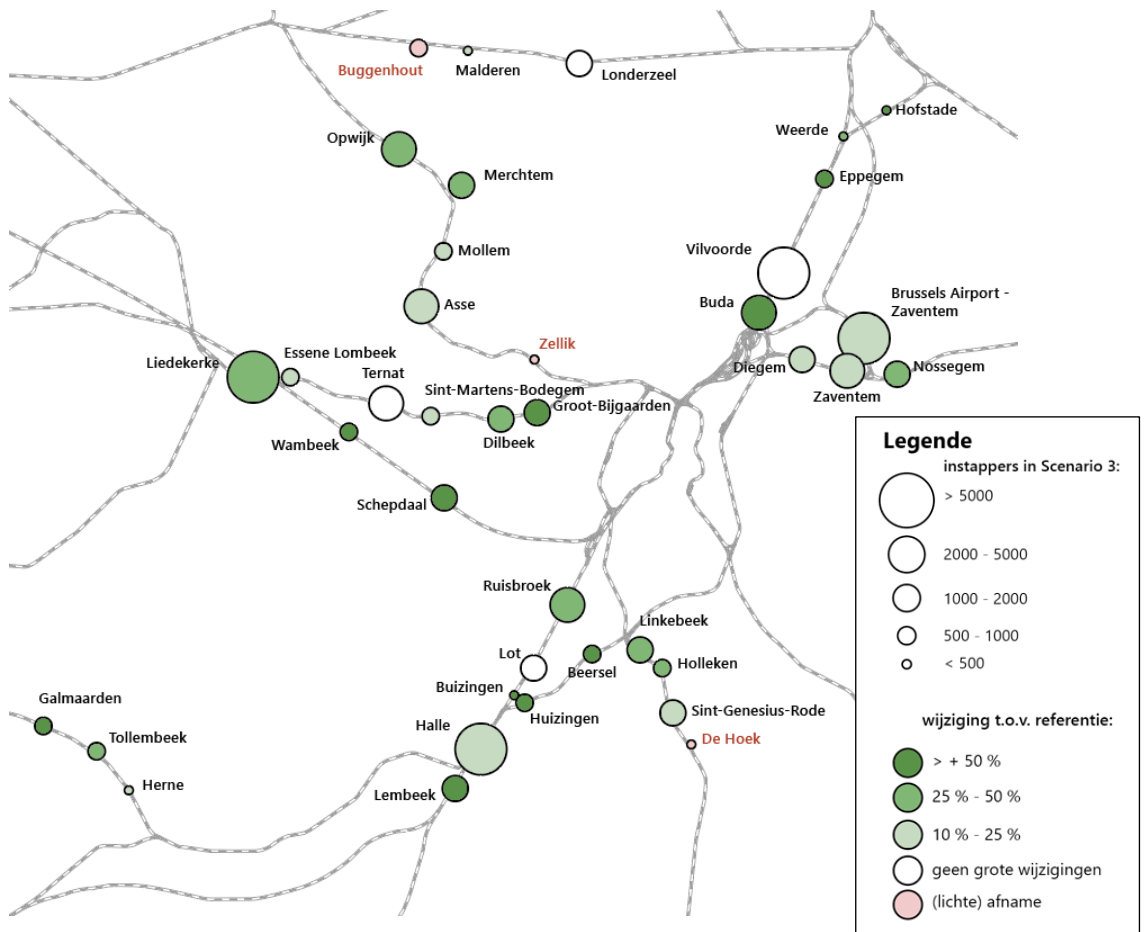 Buggenhout
Malderen
Londerzeel
Hofstade
Weerde
Opwijk
Merchtem
Eppegem
Mollem
Vilvoorde
Asse
Buda
Brussels Airport -
Zaventem
Zellik
Liedekerke
Essene Lombeek
Ternat
Sint-Martens-Bodegem
Diegem
Nossegem
Zaventem
Groot-Bijgaarden
Dilbeek
Wambeek
Schepdaal
Ruisbroek
Linkebeek
Lot
Beersel
Holleken
Buizingen
Huizingen
Sint-Genesius-Rode
Galmaarden
Tollembeek
Halle
De Hoek
Herne
Lembeek
Legende
instappers in Scenario 3:
> 5000
2000 - 5000
1000 - 2000
500 - 1000
< 500
wijziging t.o.v. referentie:
> + 50 %
25 % - 50 %
10 % - 25 %
geen grote wijzigingen
(lichte) afname